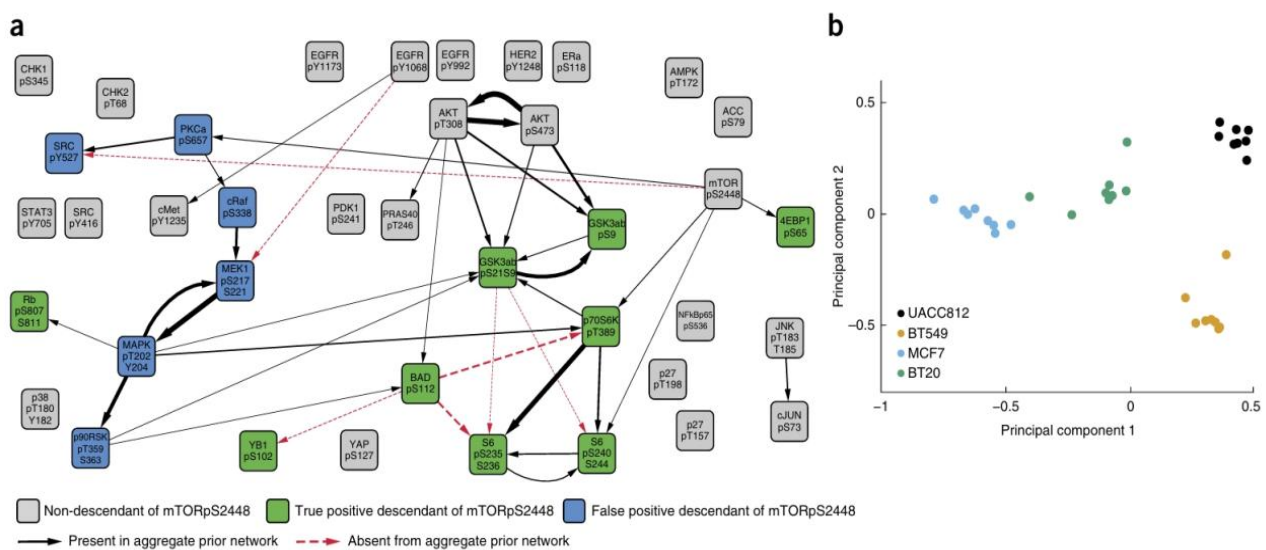 a
b
CHK1
pS345
CHK2
pT68
EGFR
pY1173
EGFR
pY1068
EGFR
pY992
HER2
pY1248
ERa
pS118
AMPK
pT172
ACC
pS79
PKCa
pS657
SRC
pY527
AKT
pT308
AKT
pS473
mTOR
pS2448
STAT3
pY705
SRC
pY416
cMet
pY1235
cRaf
pS338
PDK1
pS241
PRAS40
pT246
GSK3ab
pS9
4EBP1
pS65
MEK1
pS217
S221
GSK3ab
pS21S9
Rb
pS807
S811
MAPK
pT202
Y204
p70S6K
pT389
NFkBp65
pS536
JNK
pT183
T185
BAD
pS112
p27
pT198
p38
pT180
Y182
p27
pT157
cJUN
pS73
p90RSK
pT359
S363
YB1
pS102
YAP
pS127
S6
pS235
S236
S6
pS240
S244
Non-descendant of mTORpS2448
True positive descendant of mTORpS2448
False positive descendant of mTORpS2448
Present in aggregate prior network
Absent from aggregate prior network
Principal component 2
0.5
0
−0.5
UACC812
BT549
MCF7
BT20
−1
−0.5
0
0.5
Principal component 1